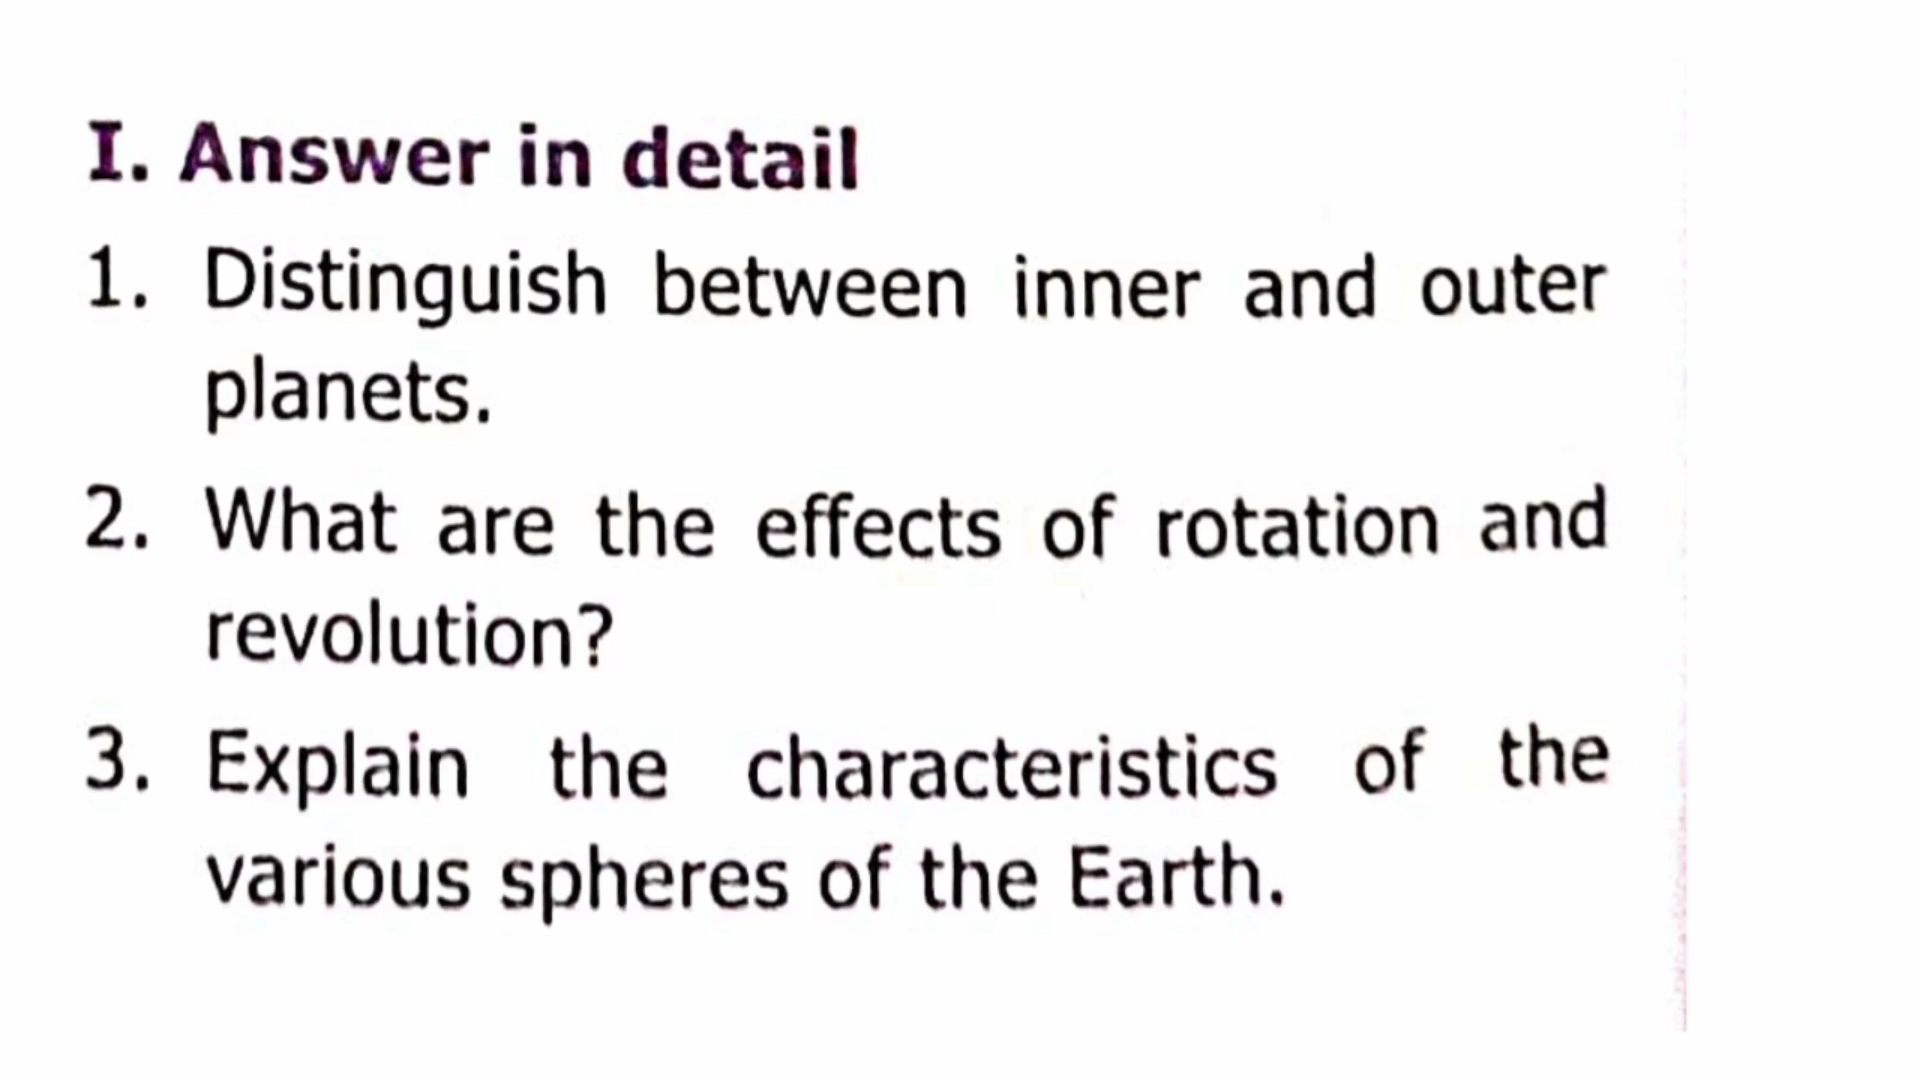 I. Answer in detail
1. Distinguish between inner and outer
planets.
2. What are the effects of rotation and
revolution?
3. Explain the characteristics of the
various spheres of the Earth.